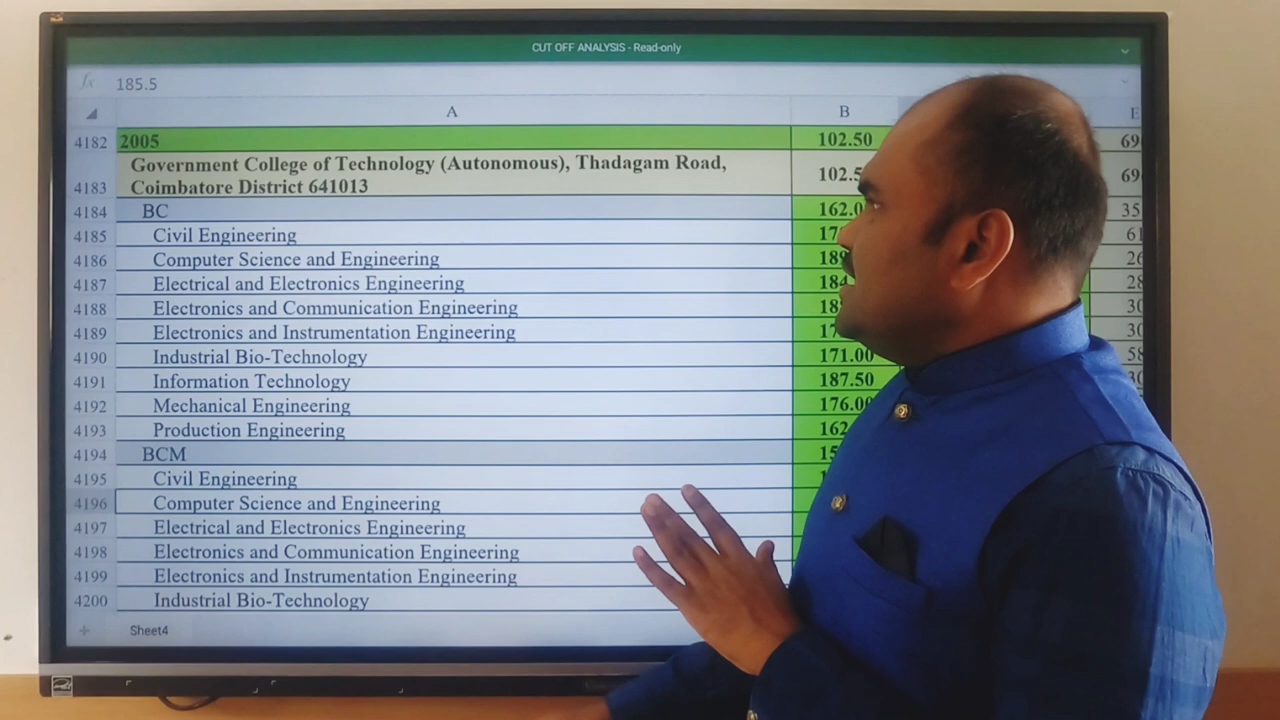 CUT OFF ANALYSIS - Read-only
fx 185.5
A B E
4182 2005 102.50
4183 Government College of Technology (Autonomous), Thadagam Road,
Coimbatore District 641013
4184 BC
4185 Civil Engineering
4186 Computer Science and Engineering
4187 Electrical and Electronics Engineering
4188 Electronics and Communication Engineering
4189 Electronics and Instrumentation Engineering
4190 Industrial Bio-Technology 171.00
4191 Information Technology 187.50
4192 Mechanical Engineering 176.00
4193 Production Engineering
4194 BCM
4195 Civil Engineering
4196 Computer Science and Engineering
4197 Electrical and Electronics Engineering
4198 Electronics and Communication Engineering
4199 Electronics and Instrumentation Engineering
4200 Industrial Bio-Technology
+ Sheet4